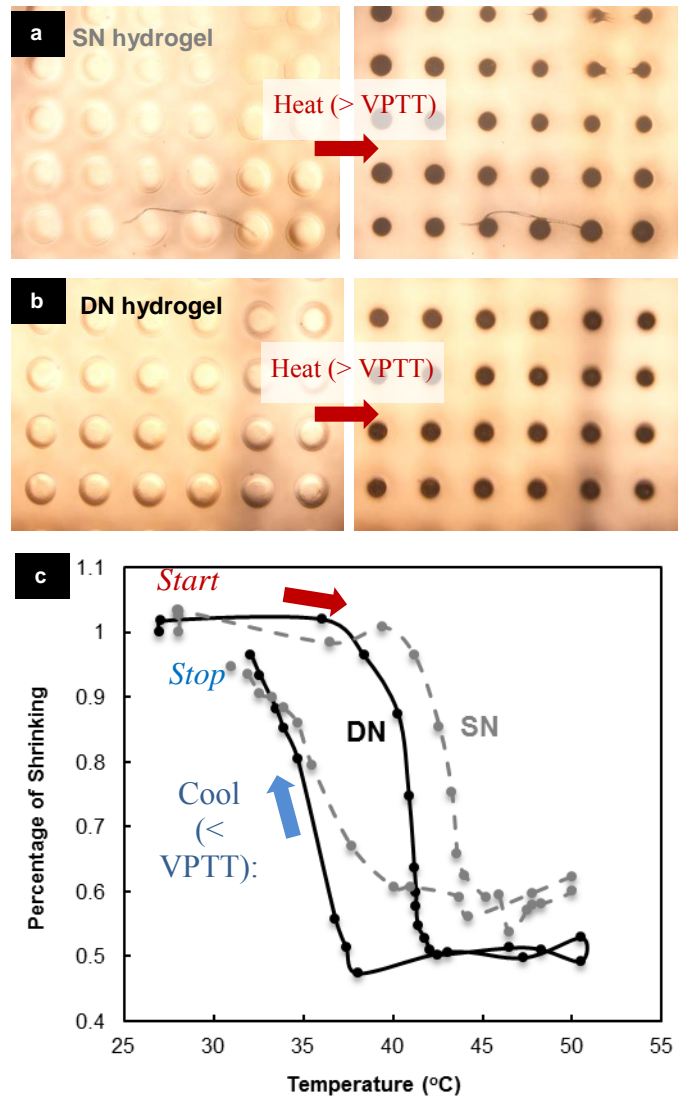 a
SN hydrogel
Heat (> VPTT)
b
DN hydrogel
Heat (> VPTT)
c
1.1
1
0.9
0.8
0.7
0.6
0.5
0.4
Percentage of Shrinking
Start
Stop
DN
SN
Cool
(<
VPTT):
25
30
35
40
45
50
55
Temperature (°C)